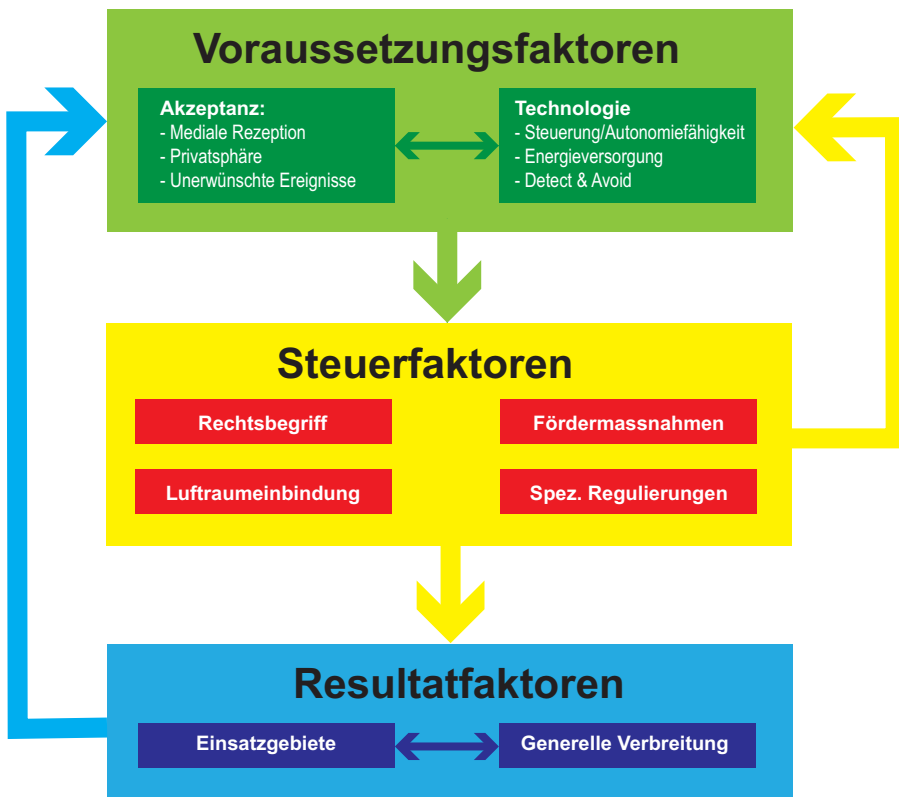 Voraussetzungsfaktoren
Akzeptanz:
- Mediale Rezeption
- Privatsphäre
- Unerwünschte Ereignisse
Technologie
- Steuerung/Autonomiefähigkeit
- Energieversorgung
- Detect & Avoid
Steuerfaktoren
Rechtsbegriff
Fördermassnahmen
Luftraumeinbindung
Spez. Regulierungen
Resultatfaktoren
Einsatzgebiete
Generelle Verbreitung